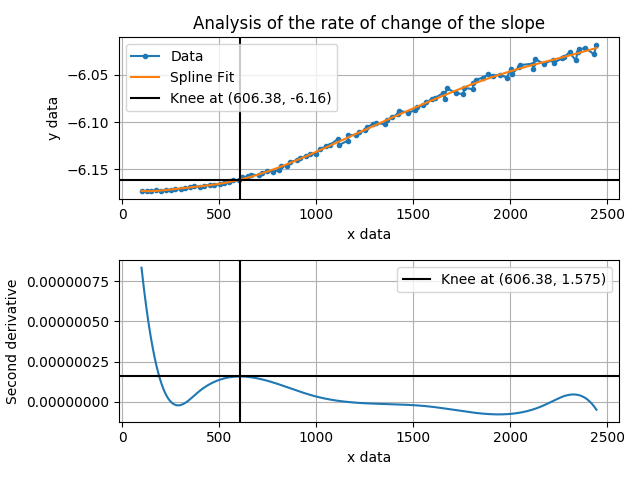 Analysis of the rate of change of the slope
Data
Spline Fit
Knee at (606.38, -6.16)
y data
−6.05
−6.10
−6.15
0 500 1000 1500 2000 2500
x data
Knee at (606.38, 1.575)
Second derivative
0.00000075
0.00000050
0.00000025
0.00000000
0 500 1000 1500 2000 2500
x data